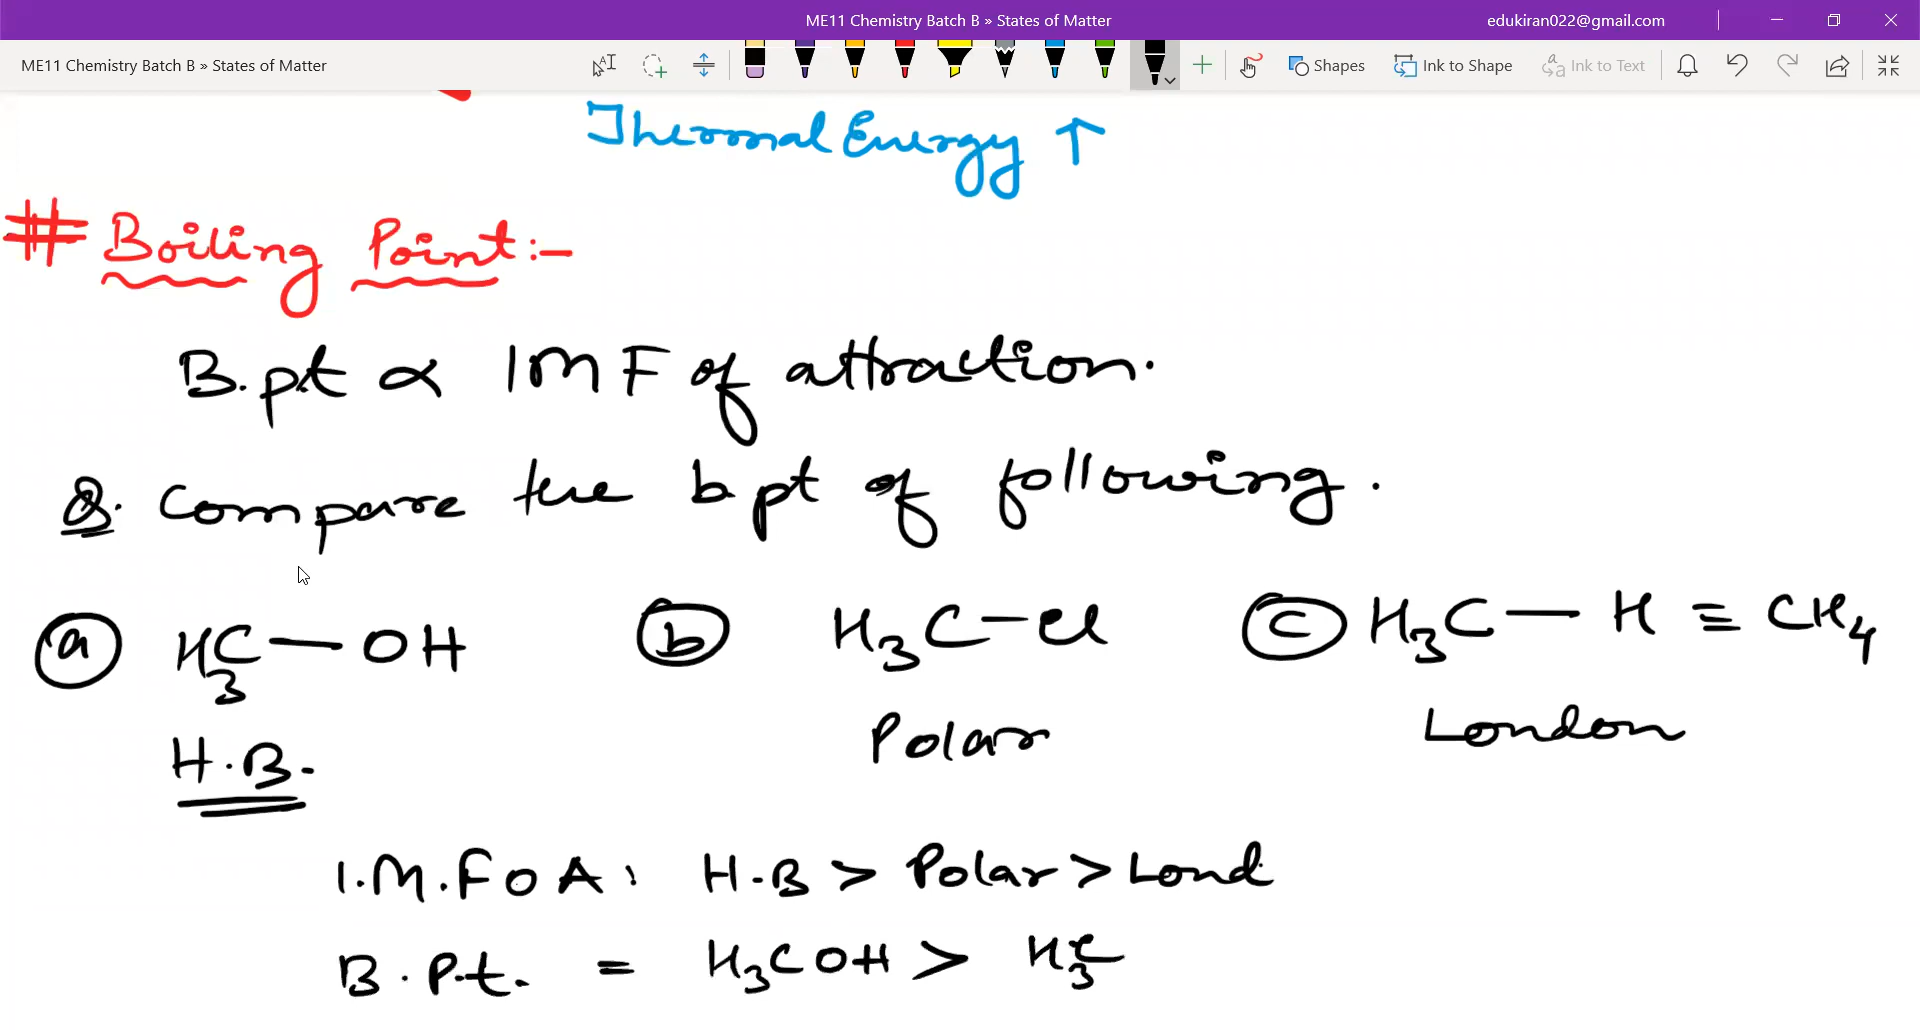 ME11 Chemistry Batch B » States of Matter edukiran022@gmail.com
ME11 Chemistry Batch B » States of Matter Shapes Ink to Shape Ink to Text
Thermal Energy ↑
# Boiling Point:-
B.pt ∝ IMF of attraction.
Q. Compare the b pt of following.
(a) H3C—OH (b) H3C—Cl (c) H3C—H ≡ CH4
H.B. Polar London
I.M.F O A: H.B > Polar > Lond
B.P.t. = H3COH > H3C